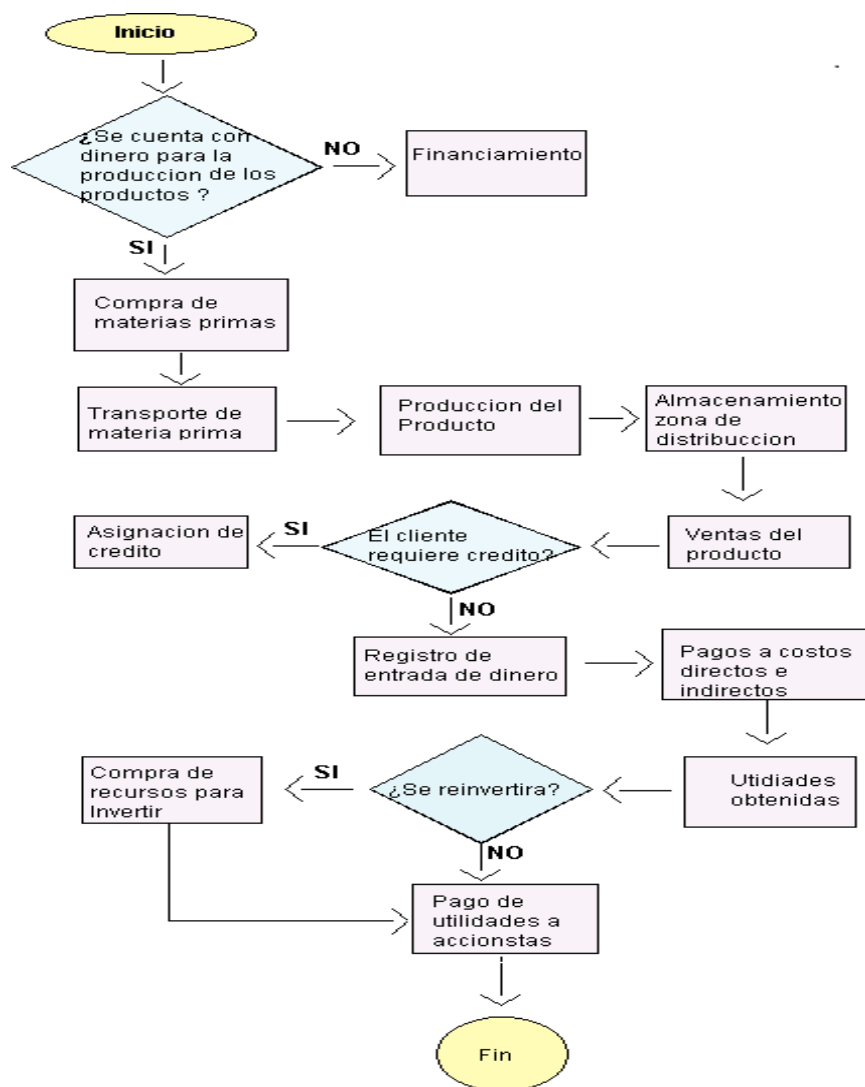 Inicio
¿Se cuenta con
dinero para la
produccion de los
productos ?
NO
Financiamiento
SI
Compra de
materias primas
Transporte de
materia prima
Produccion del
Producto
Almacenamiento
zona de
distribuccion
Asignacion de
credito
SI
El cliente
requiere credito?
Ventas del
producto
NO
Registro de
entrada de dinero
Pagos a costos
directos e
indirectos
Compra de
recursos para
Invertir
SI
¿Se reinvertira?
Utidiades
obtenidas
NO
Pago de
utilidades a
accionstas
Fin